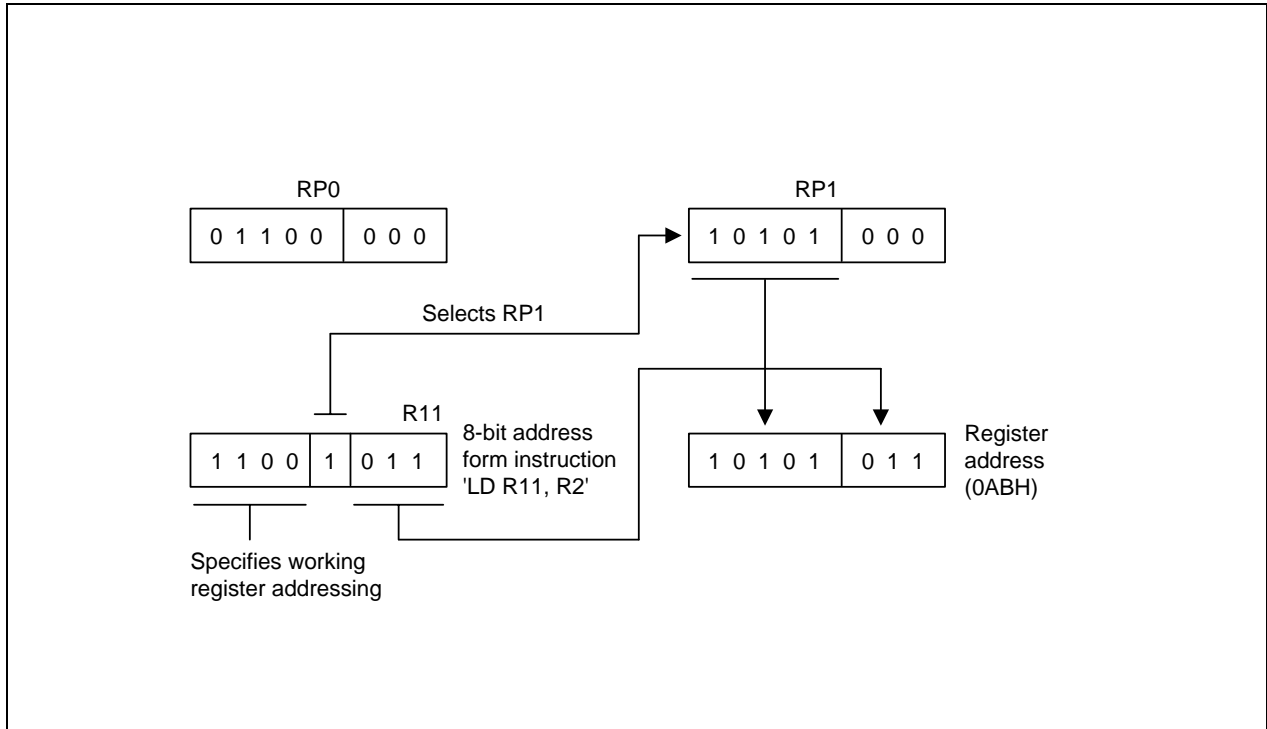 RP0
0 1 1 0 0 0 0 0
RP1
1 0 1 0 1 0 0 0
Selects RP1
R11
1 1 0 0 1 0 1 1
8-bit address
form instruction
'LD R11, R2'
1 0 1 0 1 0 1 1
Register
address
(0ABH)
Specifies working
register addressing